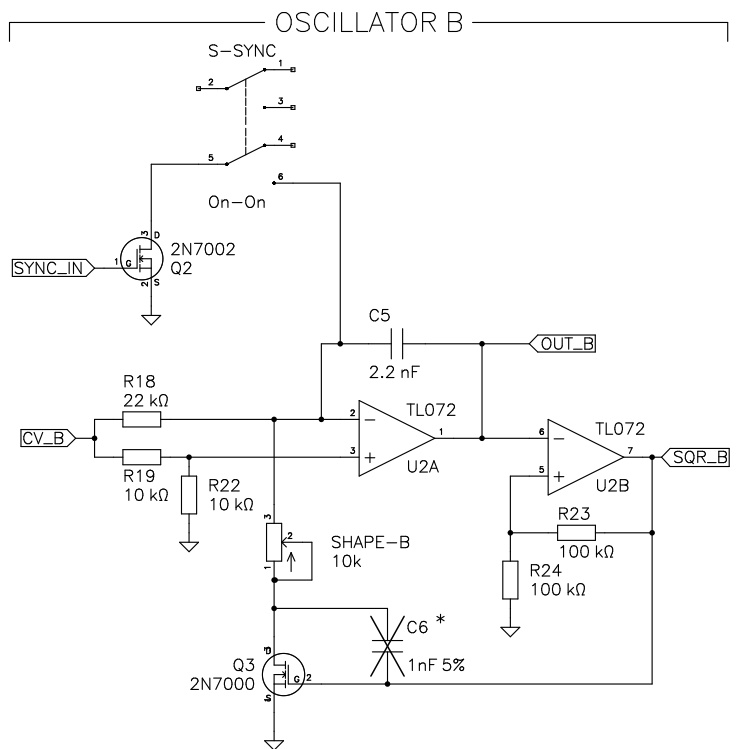 OSCILLATOR B
S-SYNC
1
2
3
4
5
6
On-On
3 D
2N7002
Q2
SYNC_IN
1 G
2 S
C5
2.2 nF
OUT_B
R18
22 kΩ
CV_B
R19
10 kΩ
R22
10 kΩ
2
3
1
TL072
U2A
6
5
7
TL072
U2B
SQR_B
R23
100 kΩ
R24
100 kΩ
3
2
1
SHAPE-B
10k
C6 *
1nF 5%
Q3
2N7000
D
G 2
S